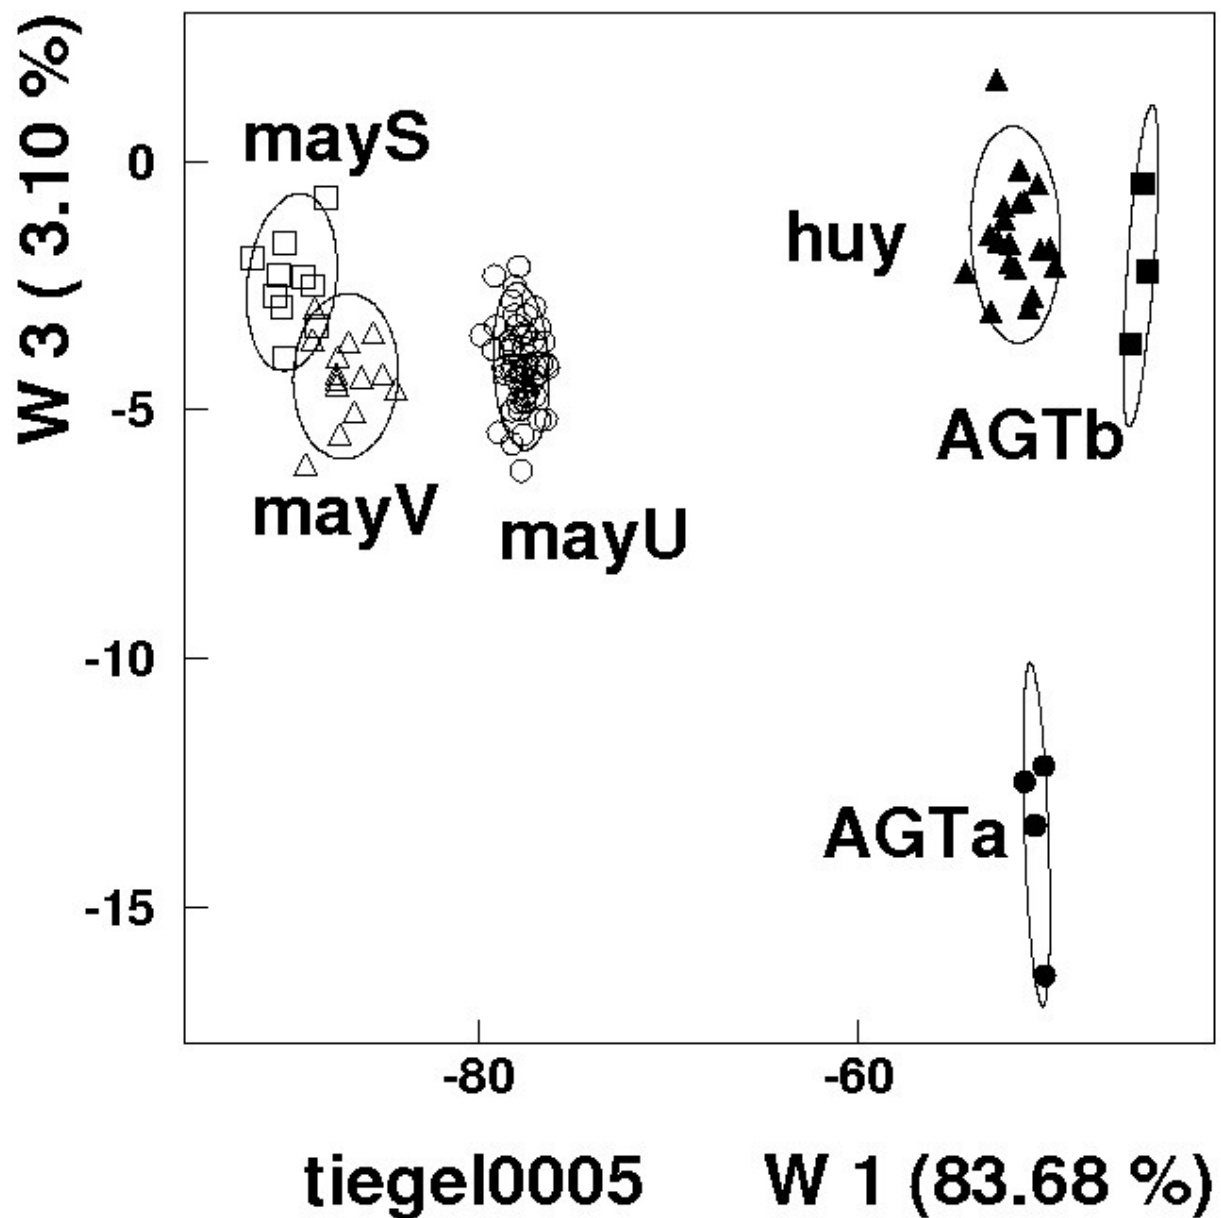 W 3 ( 3.10 %)
mayS
0
huy
-5
AGTb
mayV
mayU
-10
AGTa
-15
-80
-60
tiegel0005
W 1 (83.68 %)